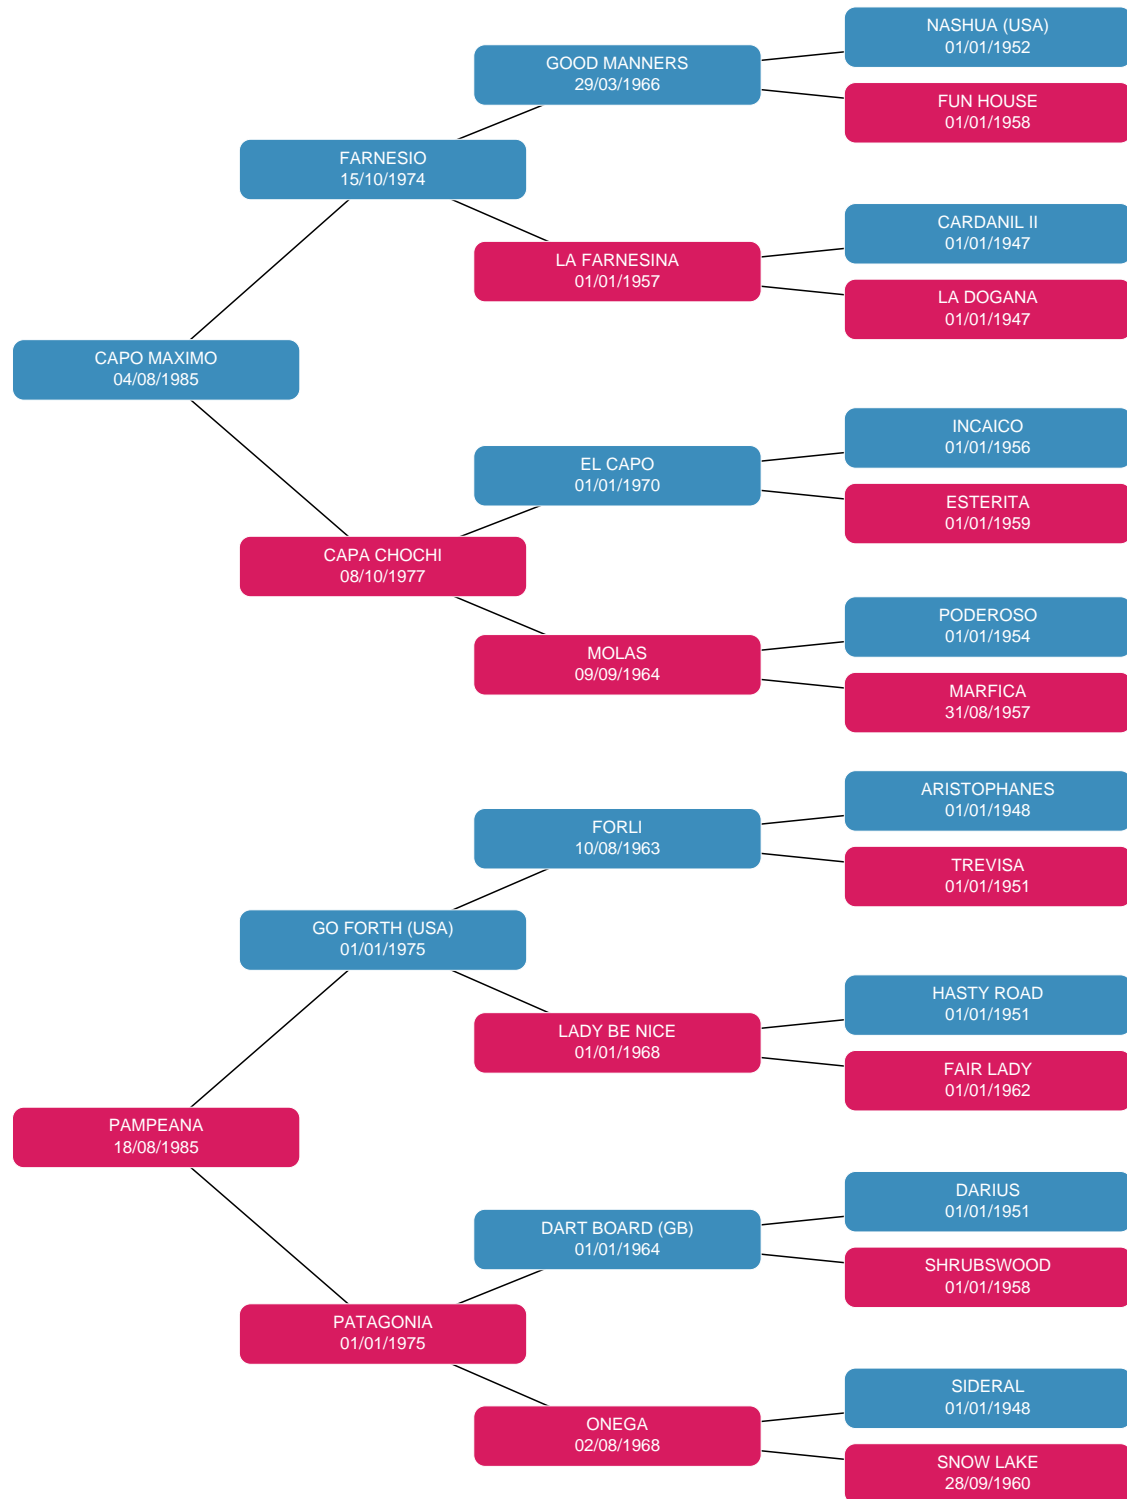 NASHUA (USA)
01/01/1952
GOOD MANNERS
29/03/1966
FUN HOUSE
01/01/1958
FARNESIO
15/10/1974
CARDANIL II
01/01/1947
LA FARNESINA
01/01/1957
LA DOGANA
01/01/1947
CAPO MAXIMO
04/08/1985
INCAICO
01/01/1956
EL CAPO
01/01/1970
ESTERITA
01/01/1959
CAPA CHOCHI
08/10/1977
PODEROSO
01/01/1954
MOLAS
09/09/1964
MARFICA
31/08/1957
ARISTOPHANES
01/01/1948
FORLI
10/08/1963
TREVISA
01/01/1951
GO FORTH (USA)
01/01/1975
HASTY ROAD
01/01/1951
LADY BE NICE
01/01/1968
FAIR LADY
01/01/1962
PAMPEANA
18/08/1985
DARIUS
01/01/1951
DART BOARD (GB)
01/01/1964
SHRUBSWOOD
01/01/1958
PATAGONIA
01/01/1975
SIDERAL
01/01/1948
ONEGA
02/08/1968
SNOW LAKE
28/09/1960